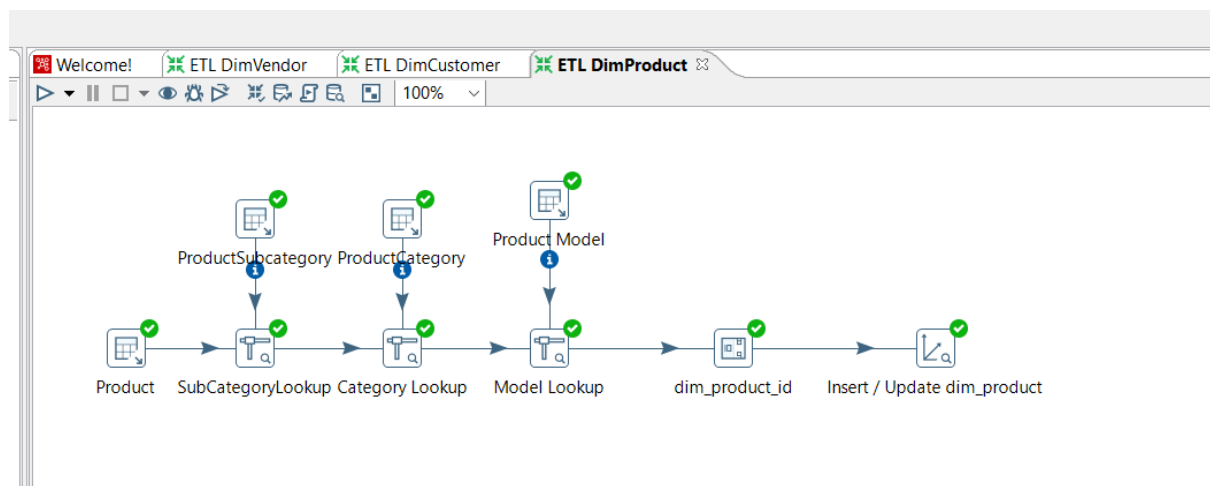 Welcome! ETL DimVendor ETL DimCustomer ETL DimProduct
100%
Product Model
ProductSubcategory ProductCategory
Product SubCategoryLookup Category Lookup Model Lookup dim_product_id Insert / Update dim_product